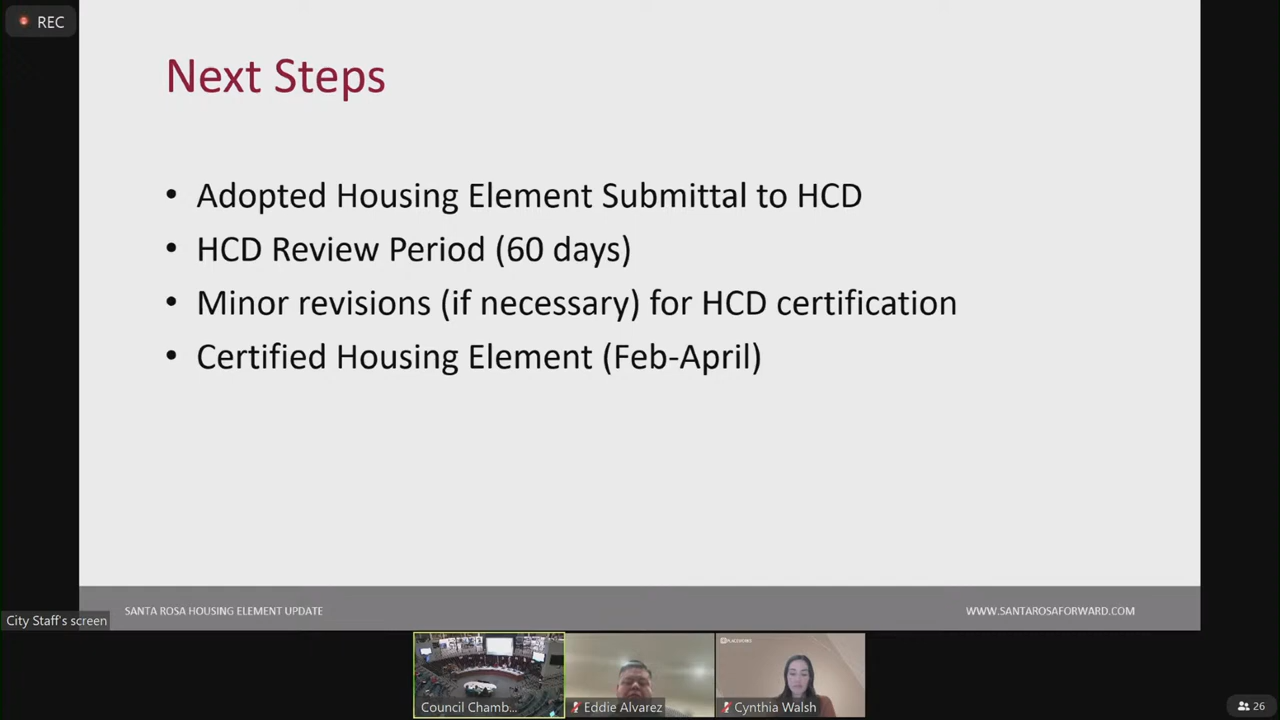 REC
Next Steps
• Adopted Housing Element Submittal to HCD
• HCD Review Period (60 days)
• Minor revisions (if necessary) for HCD certification
• Certified Housing Element (Feb-April)
SANTA ROSA HOUSING ELEMENT UPDATE
WWW.SANTAROSAFORWARD.COM
City Staff's screen
PLACEWORKS
Council Chamb...
Eddie Alvarez
Cynthia Walsh
26